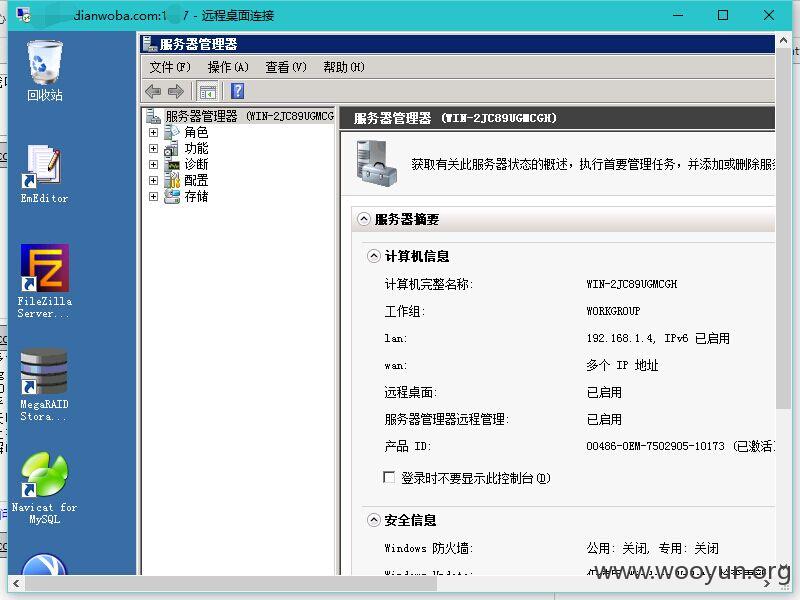 dianwoba.com:1 7 - 远程桌面连接
服务器管理器
文件(F) 操作(A) 查看(V) 帮助(H)
回收站
EmEditor
FileZilla
Server...
MegaRAID
Stora...
Navicat for
MySQL
服务器管理器 (WIN-2JC89UGMCG
角色
功能
诊断
配置
存储
服务器管理器 (WIN-2JC89UGMCGH)
获取有关此服务器状态的概述，执行首要管理任务，并添加或删除服
服务器摘要
计算机信息
计算机完整名称: WIN-2JC89UGMCGH
工作组: WORKGROUP
lan: 192.168.1.4, IPv6 已启用
wan: 多个 IP 地址
远程桌面: 已启用
服务器管理器远程管理: 已启用
产品 ID: 00486-OEM-7502905-10173 (已激活
登录时不要显示此控制台(D)
安全信息
Windows 防火墙: 公用: 关闭, 专用: 关闭
www.wooyun.org